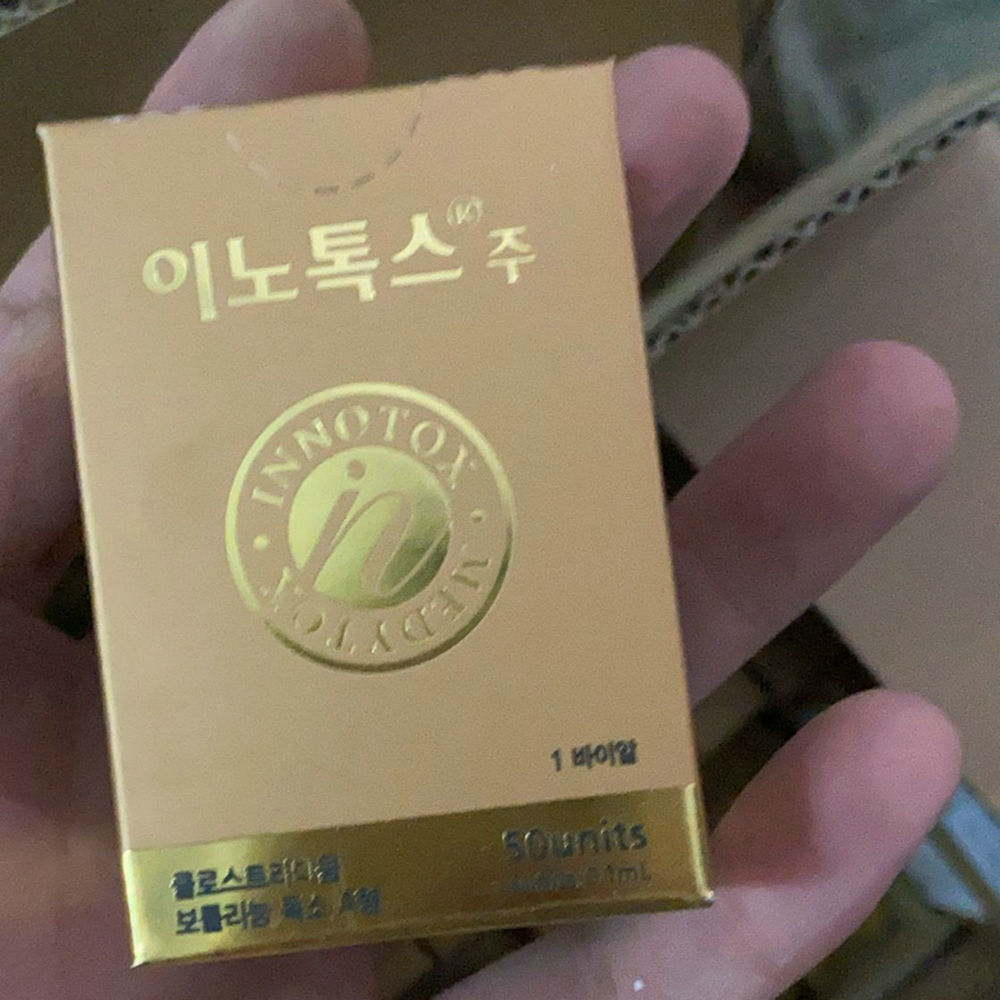 이노톡스® 주
INNOTOX · MEDYTOX ·
1 바이알
50units
클로스트리디움
보툴리눔 독소 A형